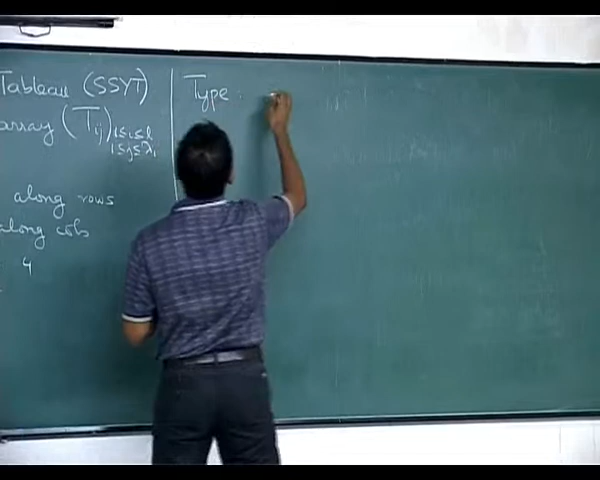 Tableau (SSYT)
array (Tij) 1≤i≤l
1≤j≤λi
along rows
along cols
4
Type :